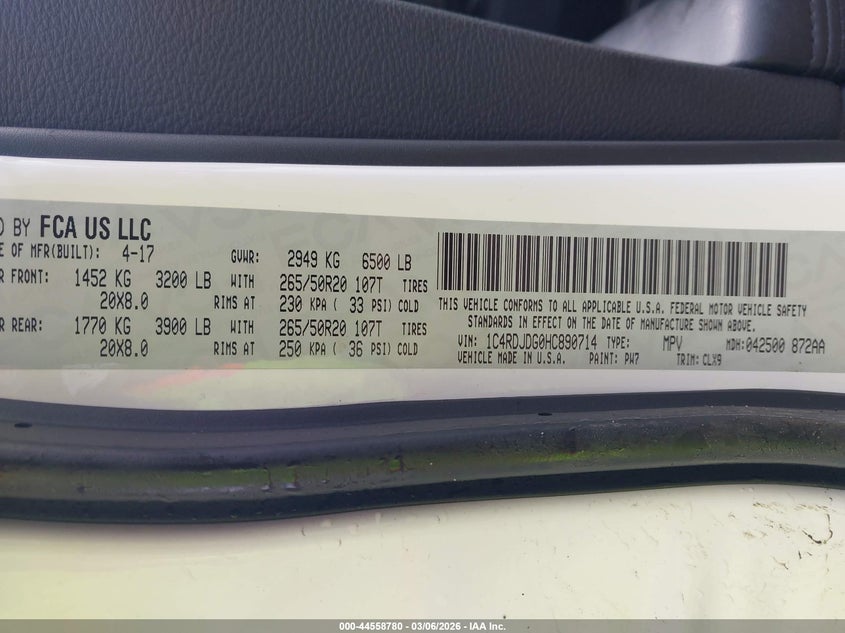 D BY FCA US LLC
E OF MFR(BUILT): 4-17 GVWR: 2949 KG 6500 LB
R FRONT: 1452 KG 3200 LB WITH 265/50R20 107T TIRES
20X8.0 RIMS AT 230 KPA ( 33 PSI) COLD
R REAR: 1770 KG 3900 LB WITH 265/50R20 107T TIRES
20X8.0 RIMS AT 250 KPA ( 36 PSI) COLD
THIS VEHICLE CONFORMS TO ALL APPLICABLE U.S.A. FEDERAL MOTOR VEHICLE SAFETY
STANDARDS IN EFFECT ON THE DATE OF MANUFACTURE SHOWN ABOVE.
VIN: 1C4RDJDG0HC890714 TYPE: MPV MDH: 042500 872AA
VEHICLE MADE IN U.S.A. PAINT: PW7 TRIM: CLX9
000-44558780 - 03/06/2026 - IAA Inc.